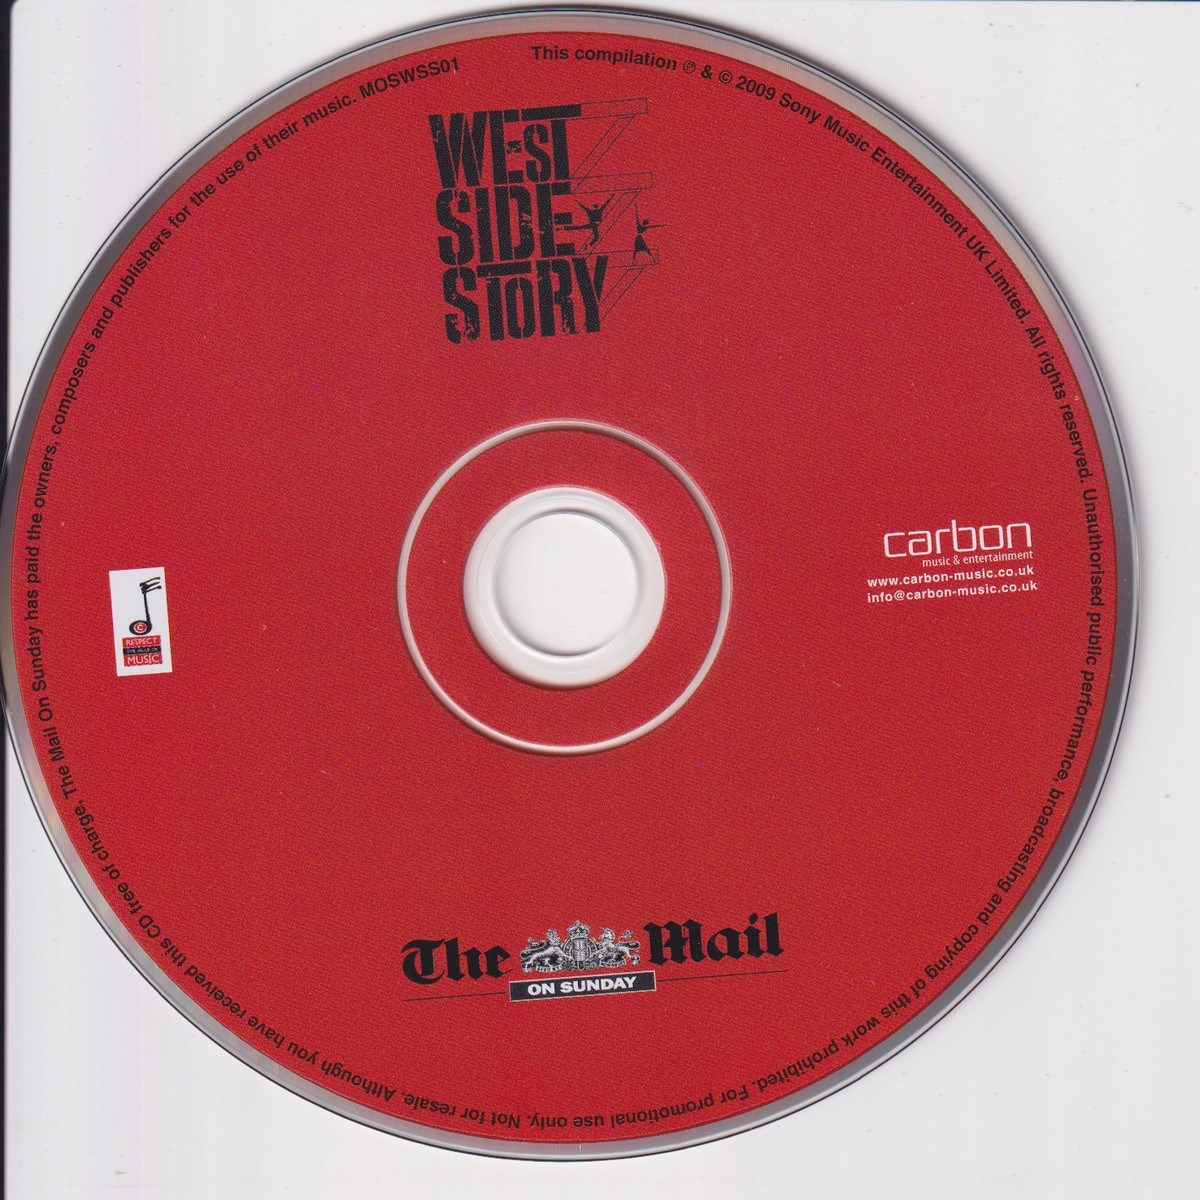 This compilation ℗ & © 2009 Sony Music Entertainment UK Limited. All rights reserved. Unauthorised public performance, broadcasting and copying of this work prohibited. For promotional use only. Not for resale. Although you have received this CD free of charge, The Mail On Sunday has paid the owners, composers and publishers for the use of their music. MOSWSS01
WEST
SIDE
STORY
carbon
music & entertainment
www.carbon-music.co.uk
info@carbon-music.co.uk
©
RESPECT
THE VALUE OF
MUSIC
The Mail
ON SUNDAY